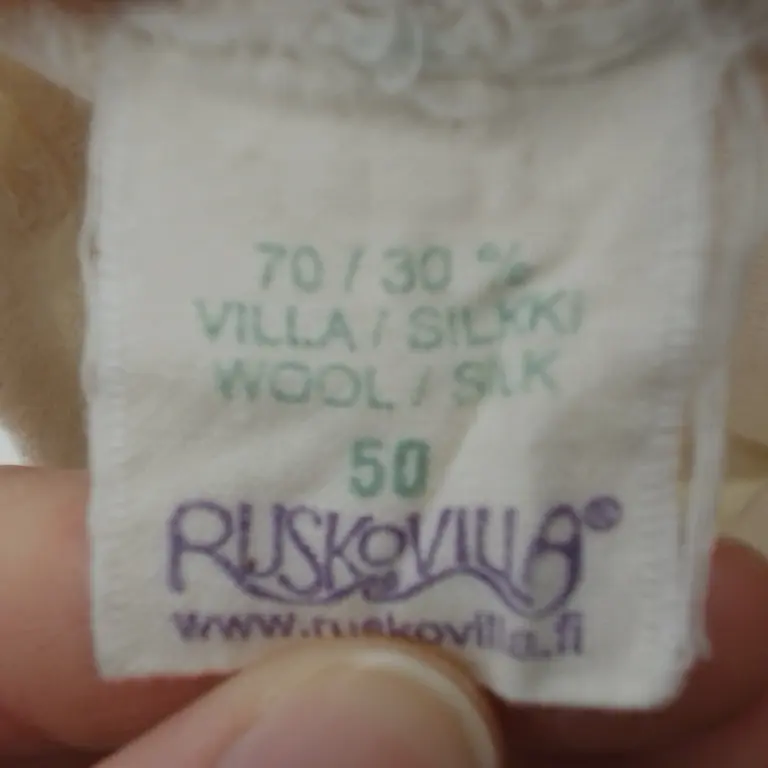 70 / 30 %
VILLA / SILKKI
WOOL / SILK
50
RUSKOVILLA®
www.ruskovilla.fi